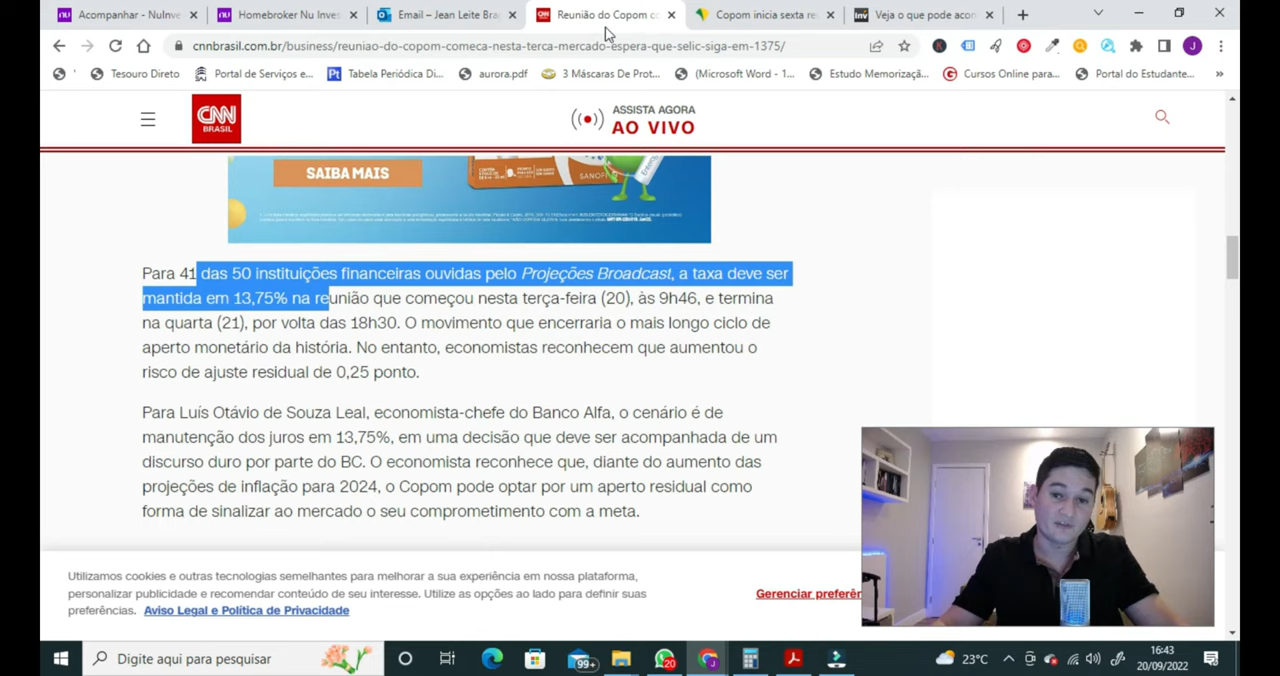 Acompanhar - NuInve
Homebroker Nu Inves
Email – Jean Leite Bra
Reunião do Copom co
Copom inicia sexta re
Veja o que pode acon
cnnbrasil.com.br/business/reuniao-do-copom-comeca-nesta-terca-mercado-espera-que-selic-siga-em-1375/
Tesouro Direto
Portal de Serviços e...
Tabela Periódica Di...
aurora.pdf
3 Máscaras De Prot...
(Microsoft Word - 1...
Estudo Memorizaçã...
Cursos Online para...
Portal do Estudante...
CNN
BRASIL
ASSISTA AGORA
AO VIVO
SAIBA MAIS
SANOFI
Para 41 das 50 instituições financeiras ouvidas pelo Projeções Broadcast, a taxa deve ser
mantida em 13,75% na reunião que começou nesta terça-feira (20), às 9h46, e termina
na quarta (21), por volta das 18h30. O movimento que encerraria o mais longo ciclo de
aperto monetário da história. No entanto, economistas reconhecem que aumentou o
risco de ajuste residual de 0,25 ponto.
Para Luís Otávio de Souza Leal, economista-chefe do Banco Alfa, o cenário é de
manutenção dos juros em 13,75%, em uma decisão que deve ser acompanhada de um
discurso duro por parte do BC. O economista reconhece que, diante do aumento das
projeções de inflação para 2024, o Copom pode optar por um aperto residual como
forma de sinalizar ao mercado o seu comprometimento com a meta.
Utilizamos cookies e outras tecnologias semelhantes para melhorar a sua experiência em nossa plataforma,
personalizar publicidade e recomendar conteúdo de seu interesse. Utilize as opções ao lado para definir suas
preferências. Aviso Legal e Política de Privacidade
Gerenciar preferên
Digite aqui para pesquisar
99+
20
23°C
16:43
20/09/2022